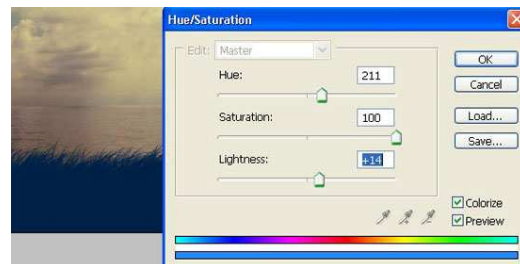 Hue/Saturation
Edit: Master
OK
Hue: 211
Cancel
Saturation: 100
Load...
Save...
Lightness: +14
Colorize
Preview